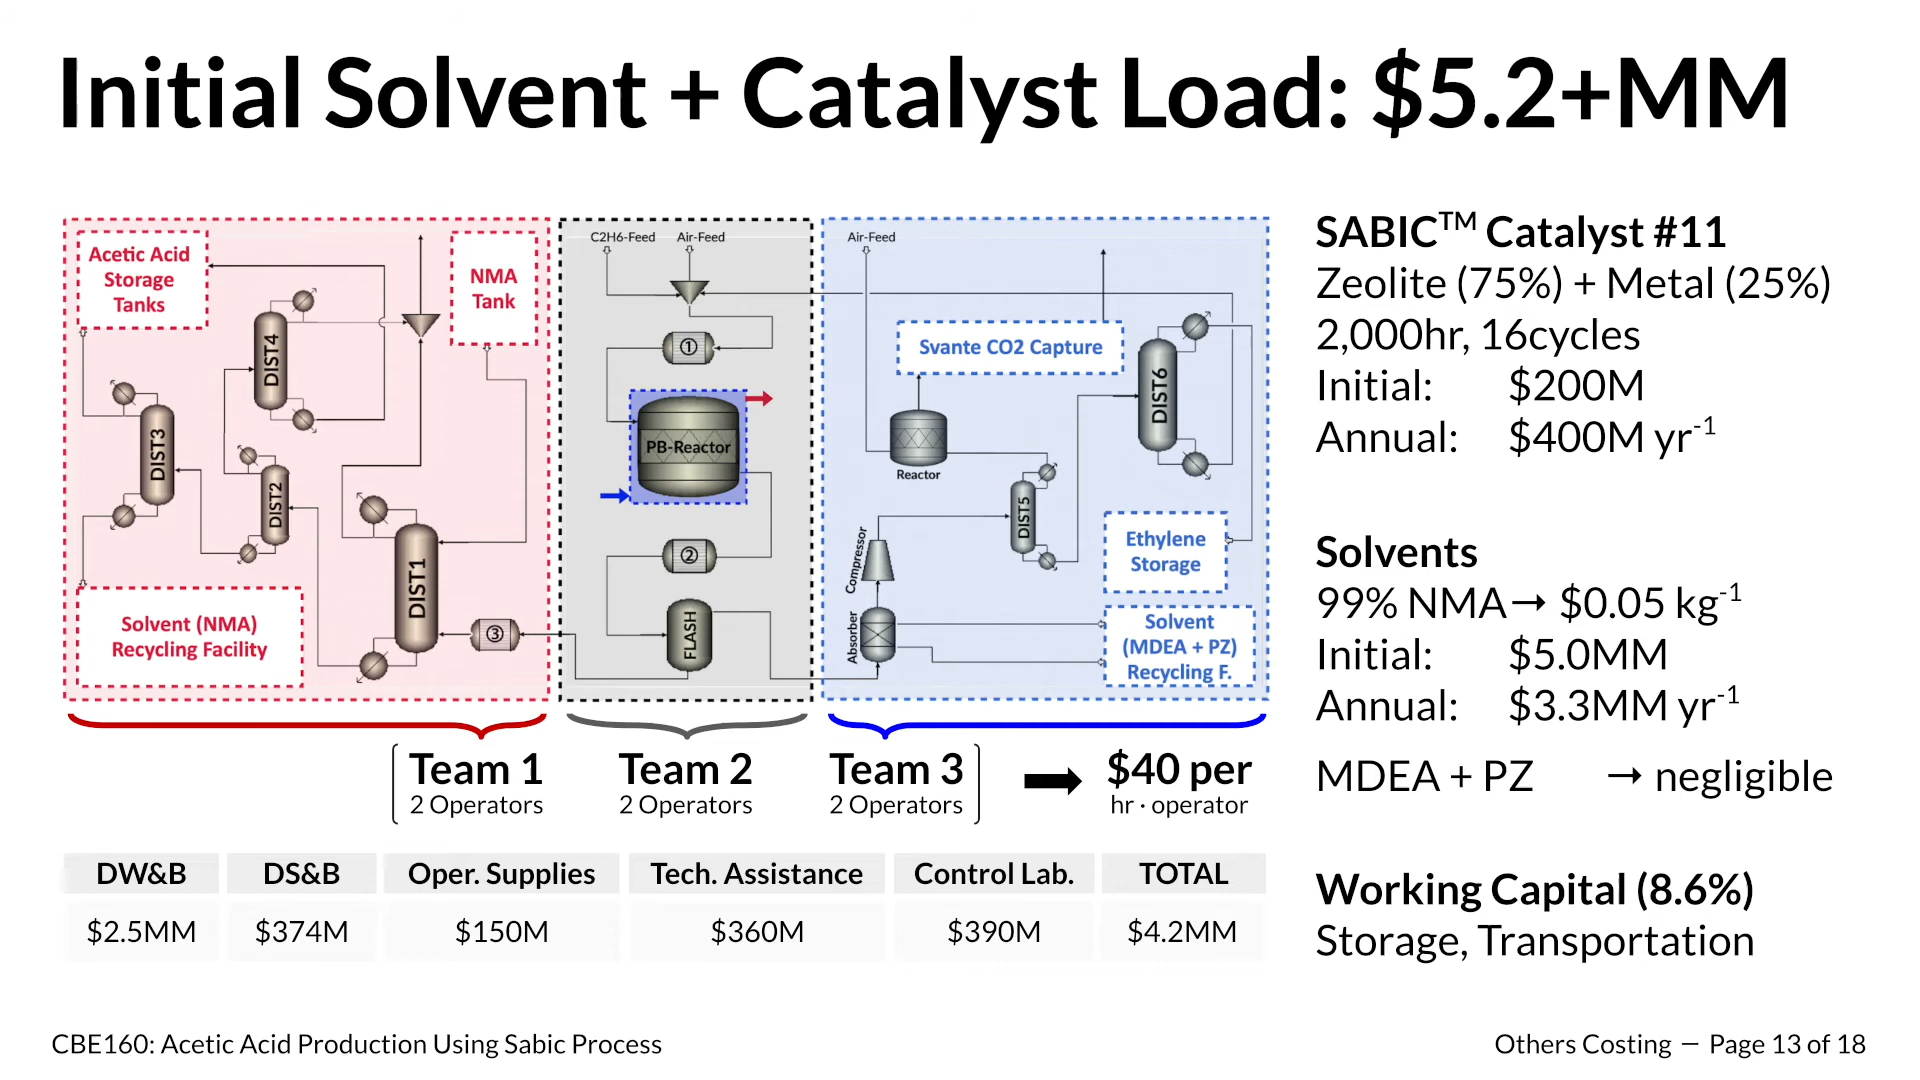 Initial Solvent + Catalyst Load: $5.2+MM
Acetic Acid
Storage
Tanks
NMA
Tank
DIST4
DIST3
DIST2
DIST1
Solvent (NMA)
Recycling Facility
③
C2H6-Feed
Air-Feed
①
PB-Reactor
②
FLASH
Air-Feed
Svante CO2 Capture
DIST6
Reactor
DIST5
Compressor
Ethylene
Storage
Absorber
Solvent
(MDEA + PZ)
Recycling F.
Team 1
2 Operators
Team 2
2 Operators
Team 3
2 Operators
$40 per
hr · operator
DW&B DS&B Oper. Supplies Tech. Assistance Control Lab. TOTAL
$2.5MM $374M $150M $360M $390M $4.2MM
SABIC™ Catalyst #11
Zeolite (75%) + Metal (25%)
2,000hr, 16cycles
Initial: $200M
Annual: $400M yr⁻¹
Solvents
99% NMA→ $0.05 kg⁻¹
Initial: $5.0MM
Annual: $3.3MM yr⁻¹
MDEA + PZ → negligible
Working Capital (8.6%)
Storage, Transportation
CBE160: Acetic Acid Production Using Sabic Process
Others Costing — Page 13 of 18